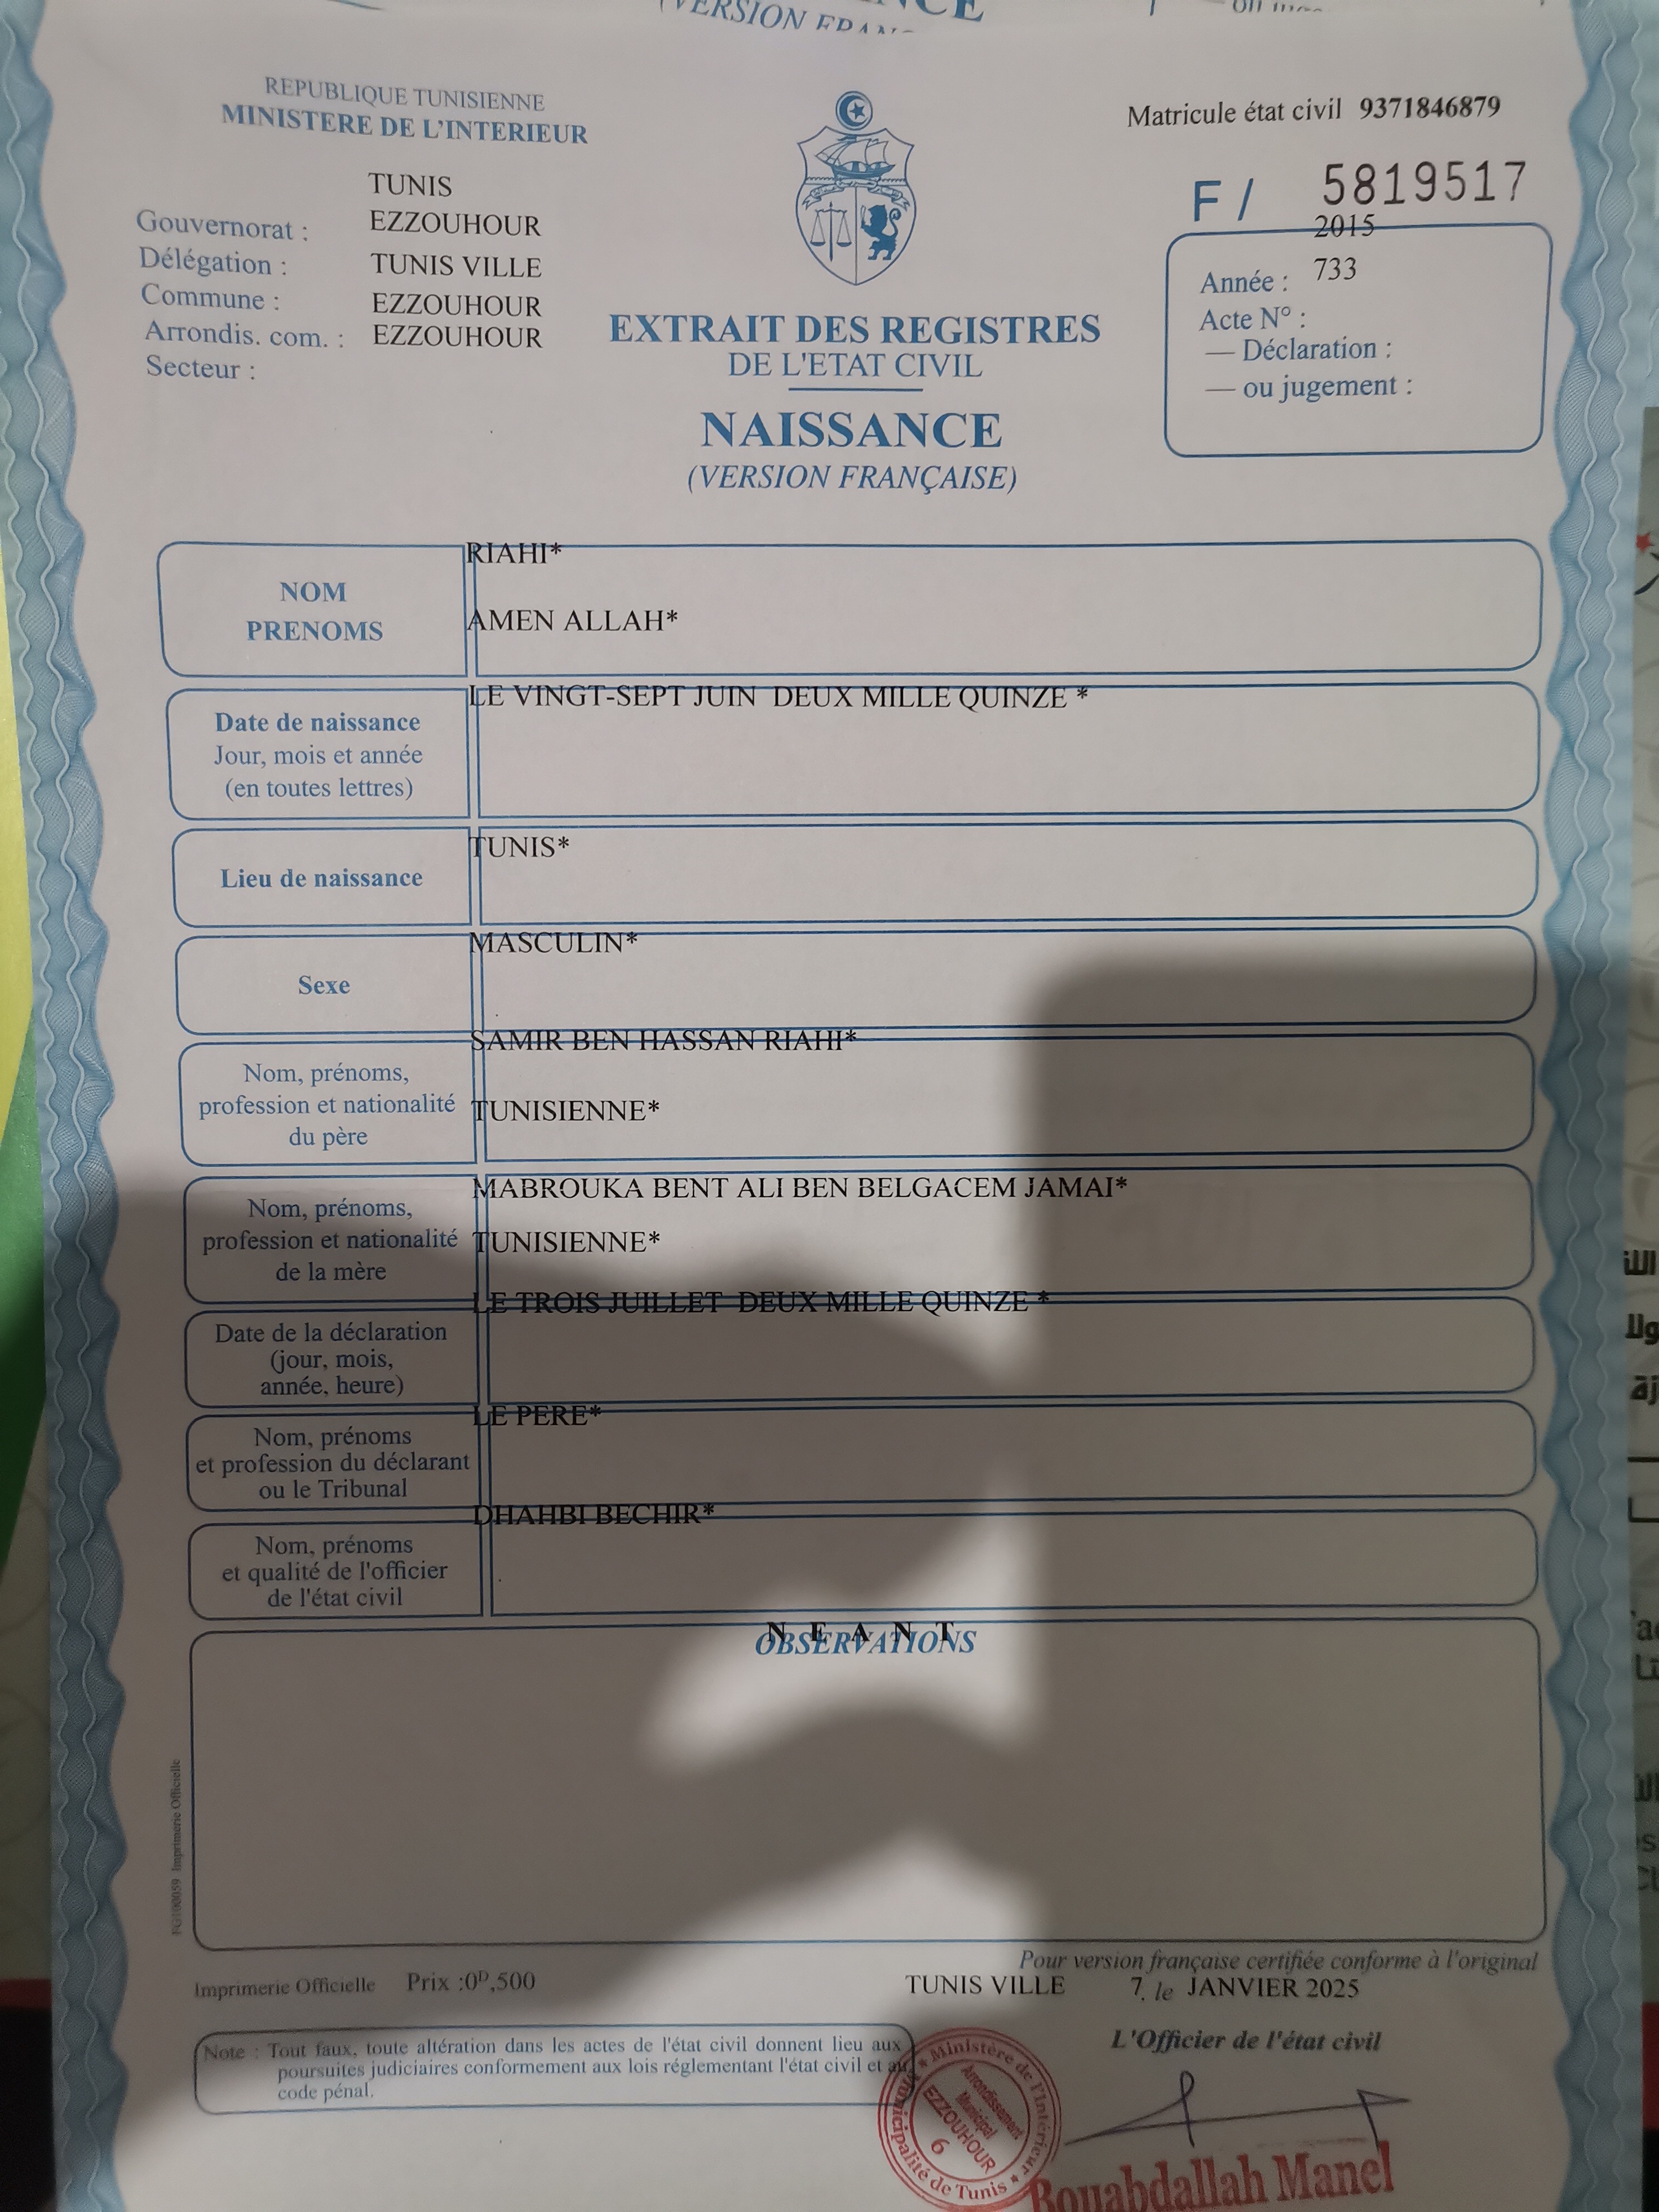 (VERSION FRANC
REPUBLIQUE TUNISIENNE
MINISTERE DE L'INTERIEUR
Matricule état civil 9371846879
F / 5819517
TUNIS
Gouvernorat : EZZOUHOUR
Délégation : TUNIS VILLE
Commune : EZZOUHOUR
Arrondis. com. : EZZOUHOUR
Secteur :
2015
Année : 733
Acte N° :
— Déclaration :
— ou jugement :
EXTRAIT DES REGISTRES
DE L'ETAT CIVIL
NAISSANCE
(VERSION FRANÇAISE)
RIAHI*
NOM
AMEN ALLAH*
PRENOMS
LE VINGT-SEPT JUIN DEUX MILLE QUINZE *
Date de naissance
Jour, mois et année
(en toutes lettres)
TUNIS*
Lieu de naissance
MASCULIN*
Sexe
SAMIR BEN HASSAN RIAHI*
Nom, prénoms,
profession et nationalité TUNISIENNE*
du père
MABROUKA BENT ALI BEN BELGACEM JAMAI*
Nom, prénoms,
profession et nationalité TUNISIENNE*
de la mère
LE TROIS JUILLET DEUX MILLE QUINZE *
Date de la déclaration
(jour, mois,
année, heure)
LE PERE*
Nom, prénoms
et profession du déclarant
ou le Tribunal
DHAHBI BECHIR*
Nom, prénoms
et qualité de l'officier
de l'état civil
N E A N T
OBSERVATIONS
FG100059 Imprimerie Officielle
Pour version française certifiée conforme à l'original
Imprimerie Officielle Prix :0D,500
TUNIS VILLE 7, le JANVIER 2025
L'Officier de l'état civil
Note : Tout faux, toute altération dans les actes de l'état civil donnent lieu aux
poursuites judiciaires conformement aux lois réglementant l'état civil et au
code pénal.
Ministère de l'Intérieur
Municipalité de Tunis
Arrondissement
Municipal
EZZOUHOUR
6
Bouabdallah Manel